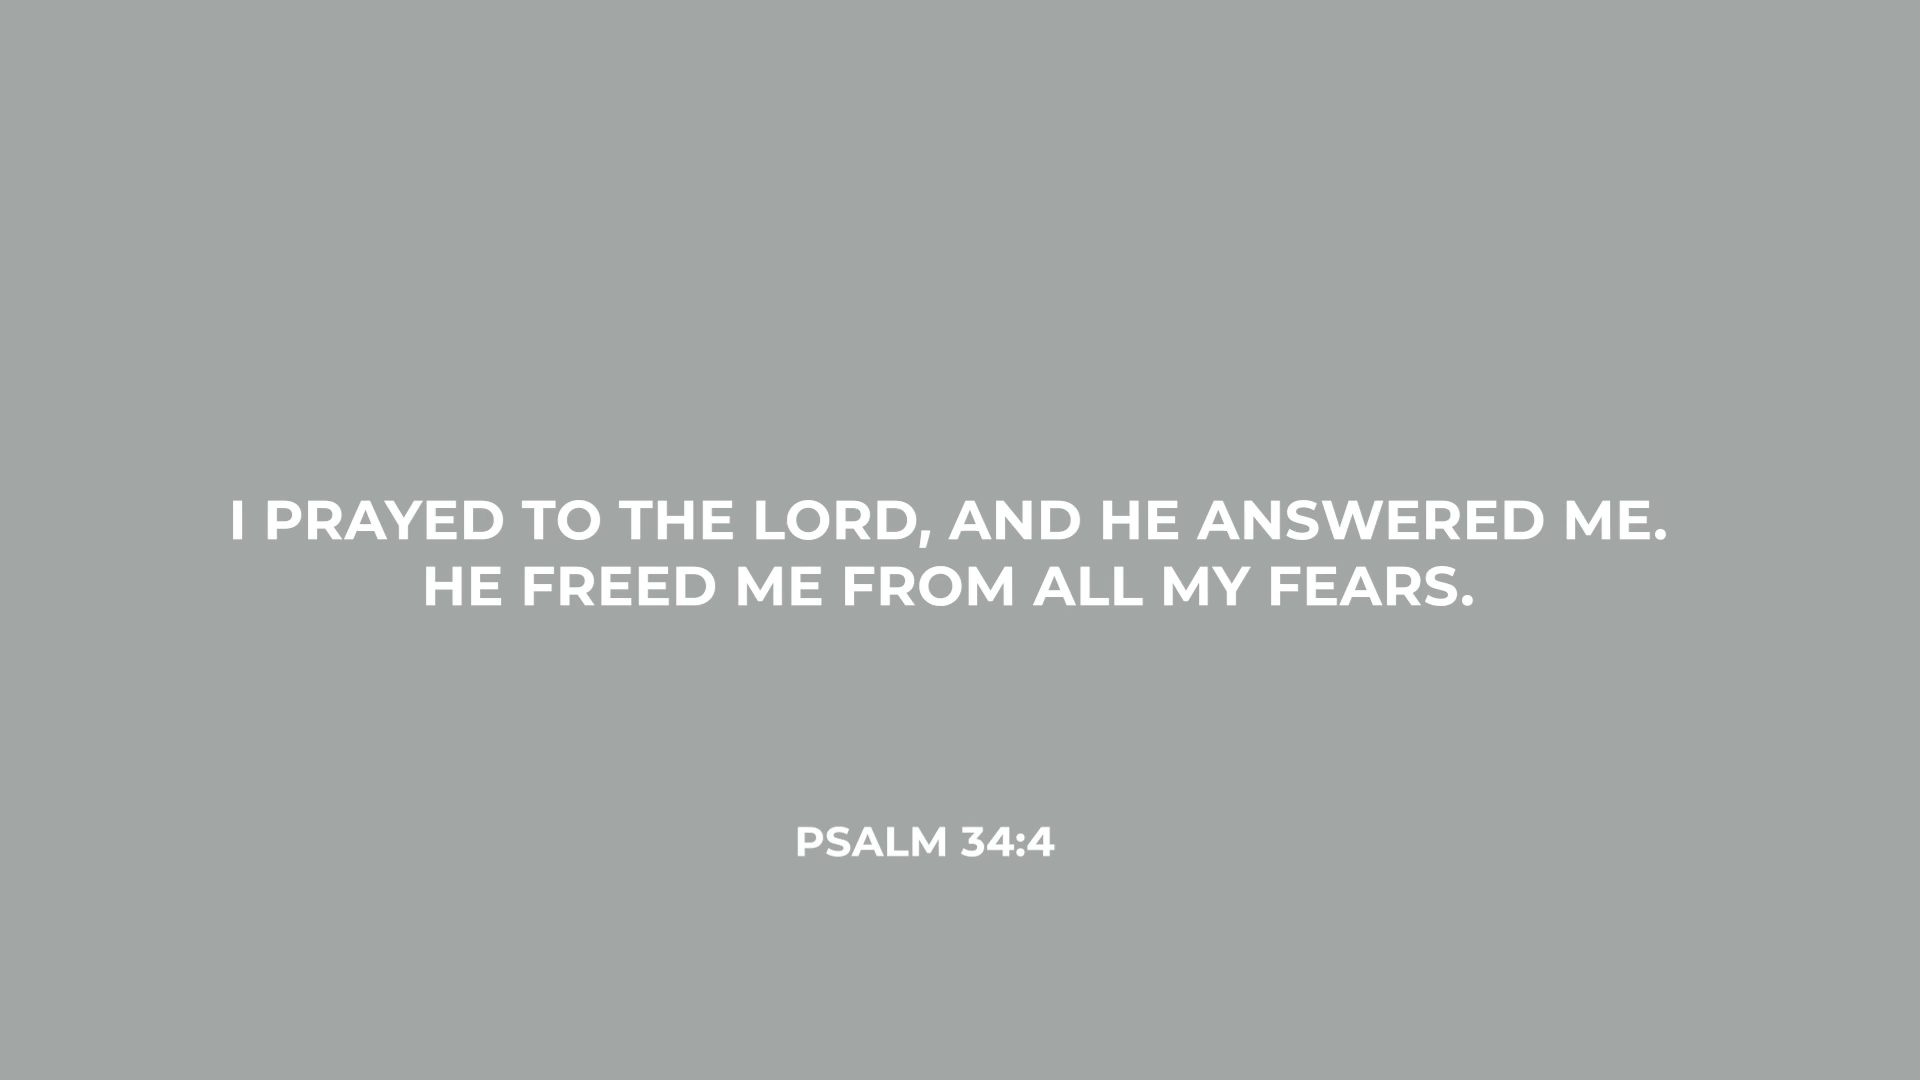 I PRAYED TO THE LORD, AND HE ANSWERED ME.
HE FREED ME FROM ALL MY FEARS.
PSALM 34:4